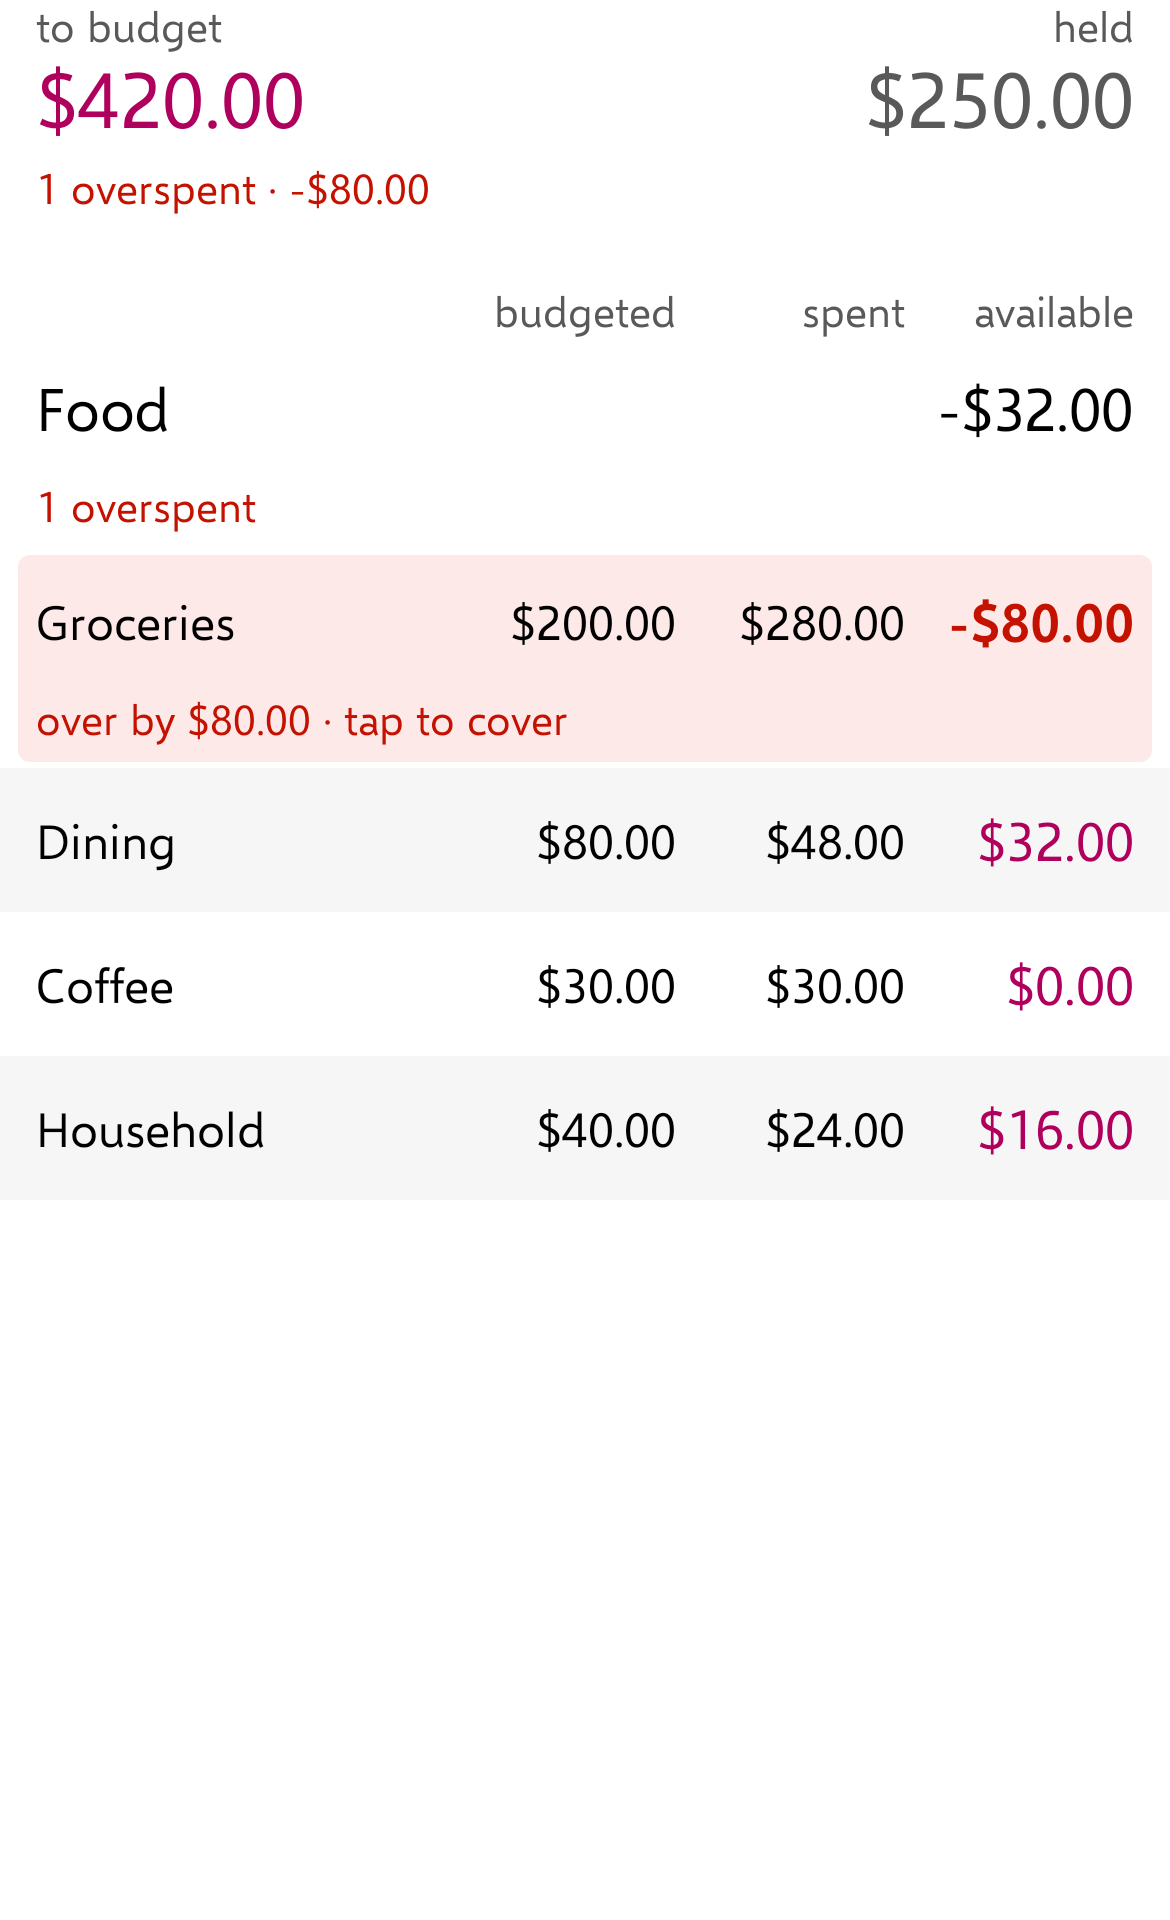 to budget held
$420.00 $250.00
1 overspent · -$80.00
budgeted spent available
Food -$32.00
1 overspent
Groceries $200.00 $280.00 -$80.00
over by $80.00 · tap to cover
Dining $80.00 $48.00 $32.00
Coffee $30.00 $30.00 $0.00
Household $40.00 $24.00 $16.00